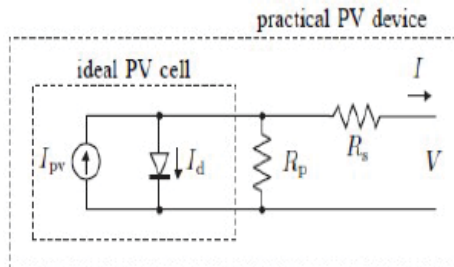 practical PV device
ideal PV cell
I
Ipv
Id
Rp
Rs
V